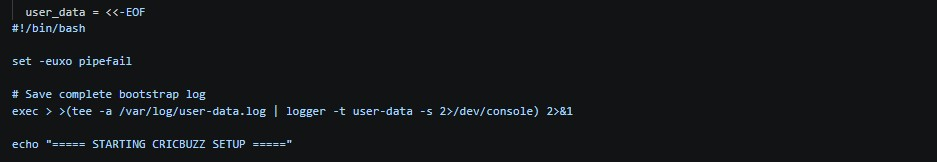 user_data = <<-EOF
#!/bin/bash
set -euxo pipefail
# Save complete bootstrap log
exec > >(tee -a /var/log/user-data.log | logger -t user-data -s 2>/dev/console) 2>&1
echo "===== STARTING CRICBUZZ SETUP ====="